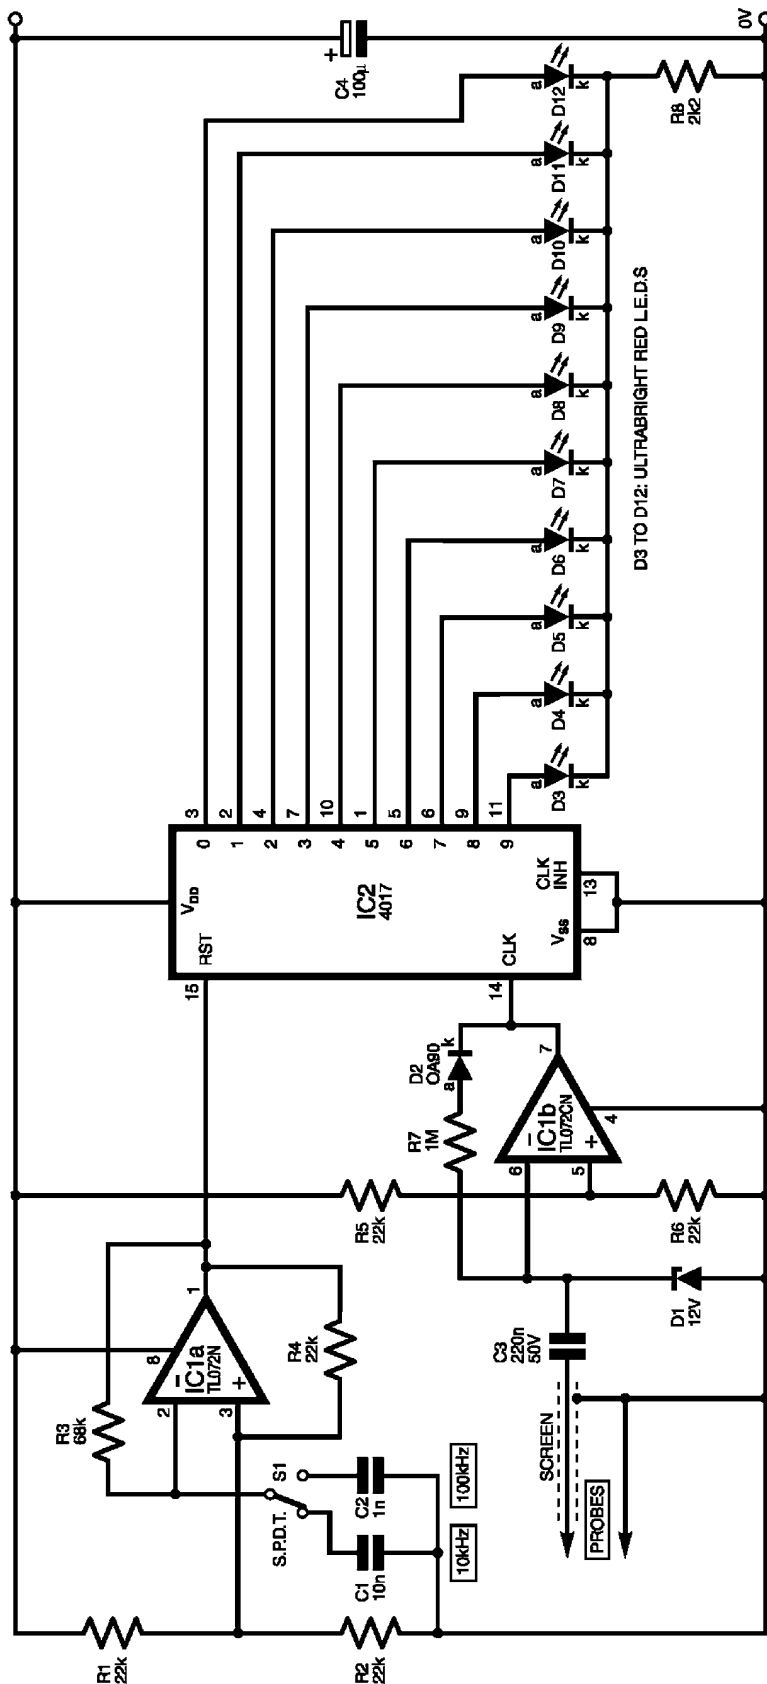 0V
+
C4
100µ
R8
2k2
a
D12
k
a
D11
k
a
D10
k
a
D9
k
a
D8
k
a
D7
k
a
D6
k
a
D5
k
a
D4
k
a
D3
k
D3 TO D12: ULTRABRIGHT RED L.E.D.S
3
2
4
7
10
1
5
6
9
11
0
1
2
3
4
5
6
7
8
9
VDD
IC2
4017
CLK
INH
13
VSS
8
RST
CLK
15
14
D2
OA90
a
k
R7
1M
7
IC1b
TL072CN
–
+
6
5
4
R5
22k
R6
22k
D1
12V
C3
220n
50V
SCREEN
PROBES
R3
68k
8
1
IC1a
TL072N
–
+
2
3
R4
22k
S.P.D.T.
S1
C1
10n
C2
1n
10kHz
100kHz
R1
22k
R2
22k